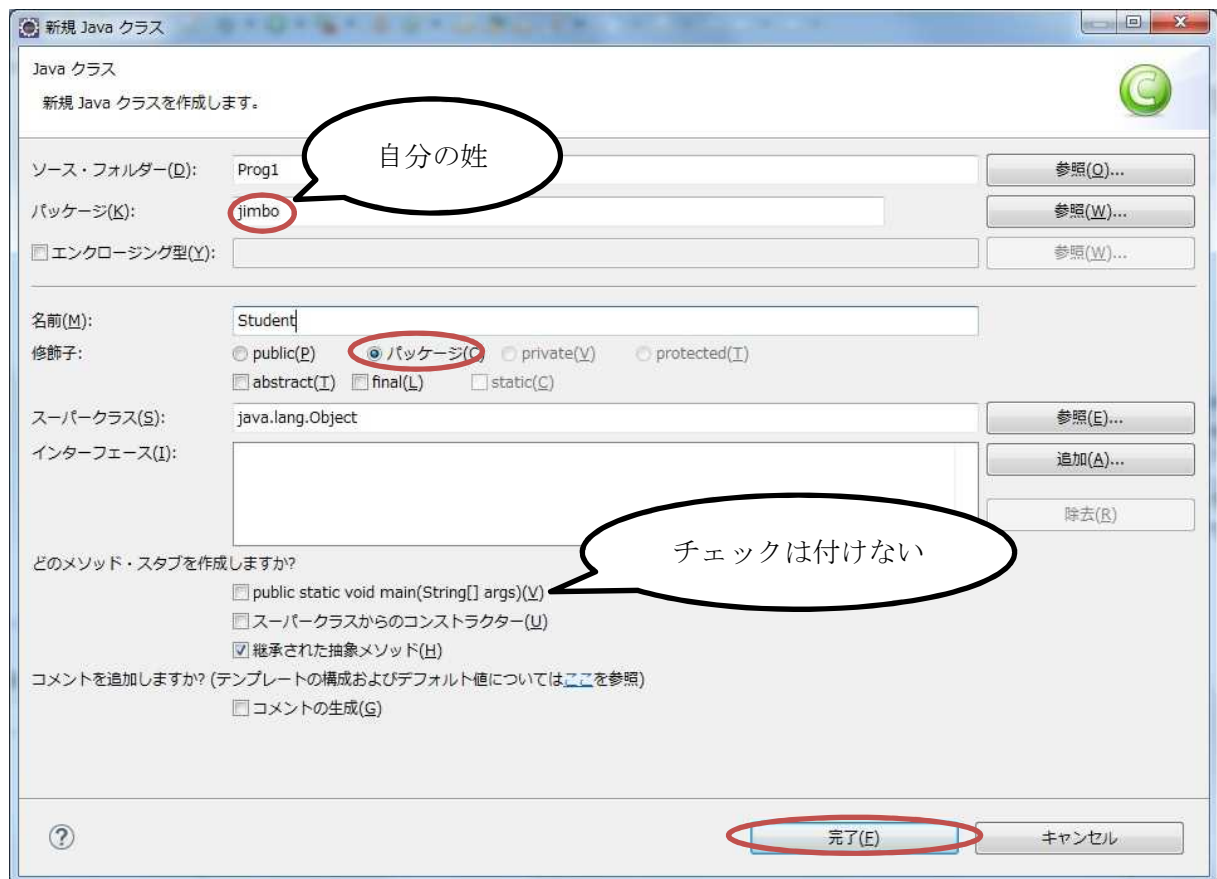 新規 Java クラス
Java クラス
新規 Java クラスを作成します。
自分の姓
ソース・フォルダー(D): Prog1 参照(O)...
パッケージ(K): jimbo 参照(W)...
エンクロージング型(Y): 参照(W)...
名前(M): Student
修飾子: public(P) パッケージ(C) private(V) protected(T)
abstract(T) final(L) static(C)
スーパークラス(S): java.lang.Object 参照(E)...
インターフェース(I): 追加(A)...
除去(R)
チェックは付けない
どのメソッド・スタブを作成しますか?
public static void main(String[] args)(V)
スーパークラスからのコンストラクター(U)
継承された抽象メソッド(H)
コメントを追加しますか? (テンプレートの構成およびデフォルト値についてはここを参照)
コメントの生成(G)
? 完了(F) キャンセル